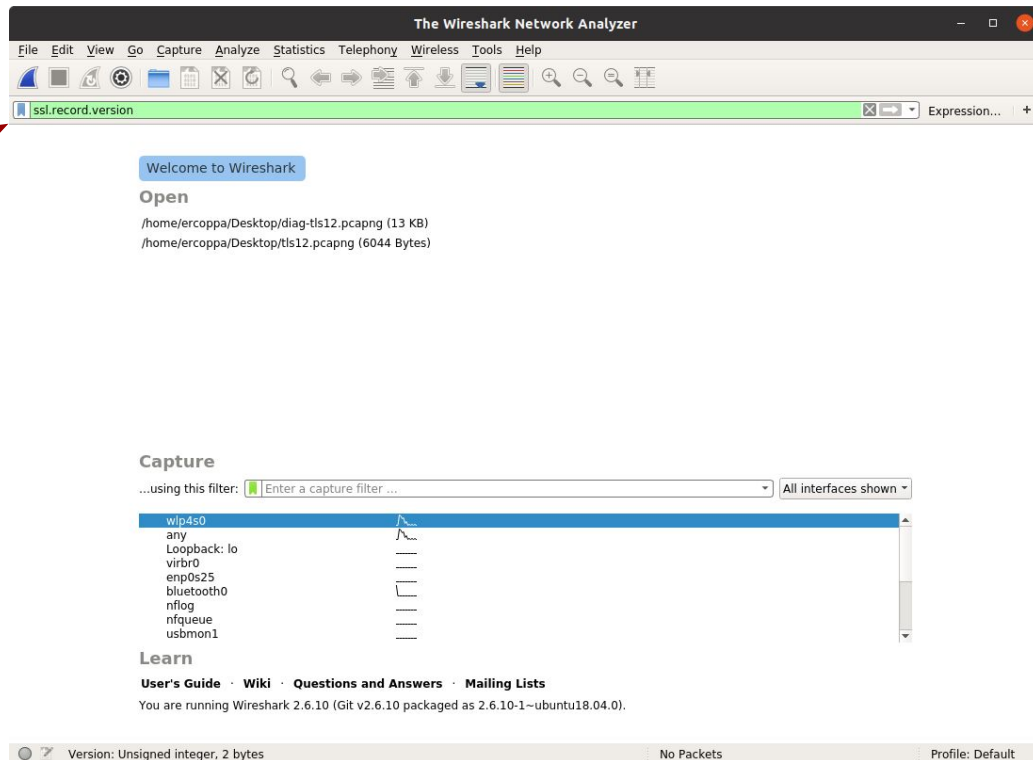 The Wireshark Network Analyzer
File Edit View Go Capture Analyze Statistics Telephony Wireless Tools Help
ssl.record.version Expression... +
Welcome to Wireshark
Open
/home/ercoppa/Desktop/diag-tls12.pcapng (13 KB)
/home/ercoppa/Desktop/tls12.pcapng (6044 Bytes)
Capture
...using this filter: Enter a capture filter ... All interfaces shown
wlp4s0
any
Loopback: lo
virbr0
enp0s25
bluetooth0
nflog
nfqueue
usbmon1
Learn
User's Guide · Wiki · Questions and Answers · Mailing Lists
You are running Wireshark 2.6.10 (Git v2.6.10 packaged as 2.6.10-1~ubuntu18.04.0).
Version: Unsigned integer, 2 bytes No Packets Profile: Default